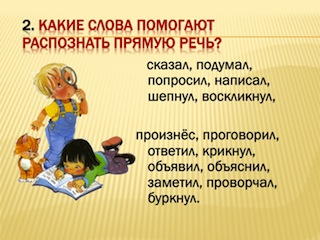 2. КАКИЕ СЛОВА ПОМОГАЮТ
РАСПОЗНАТЬ ПРЯМУЮ РЕЧЬ?
сказал, подумал,
попросил, написал,
шепнул, воскликнул,
произнёс, проговорил,
ответил, крикнул,
объявил, объяснил,
заметил, проворчал,
буркнул.